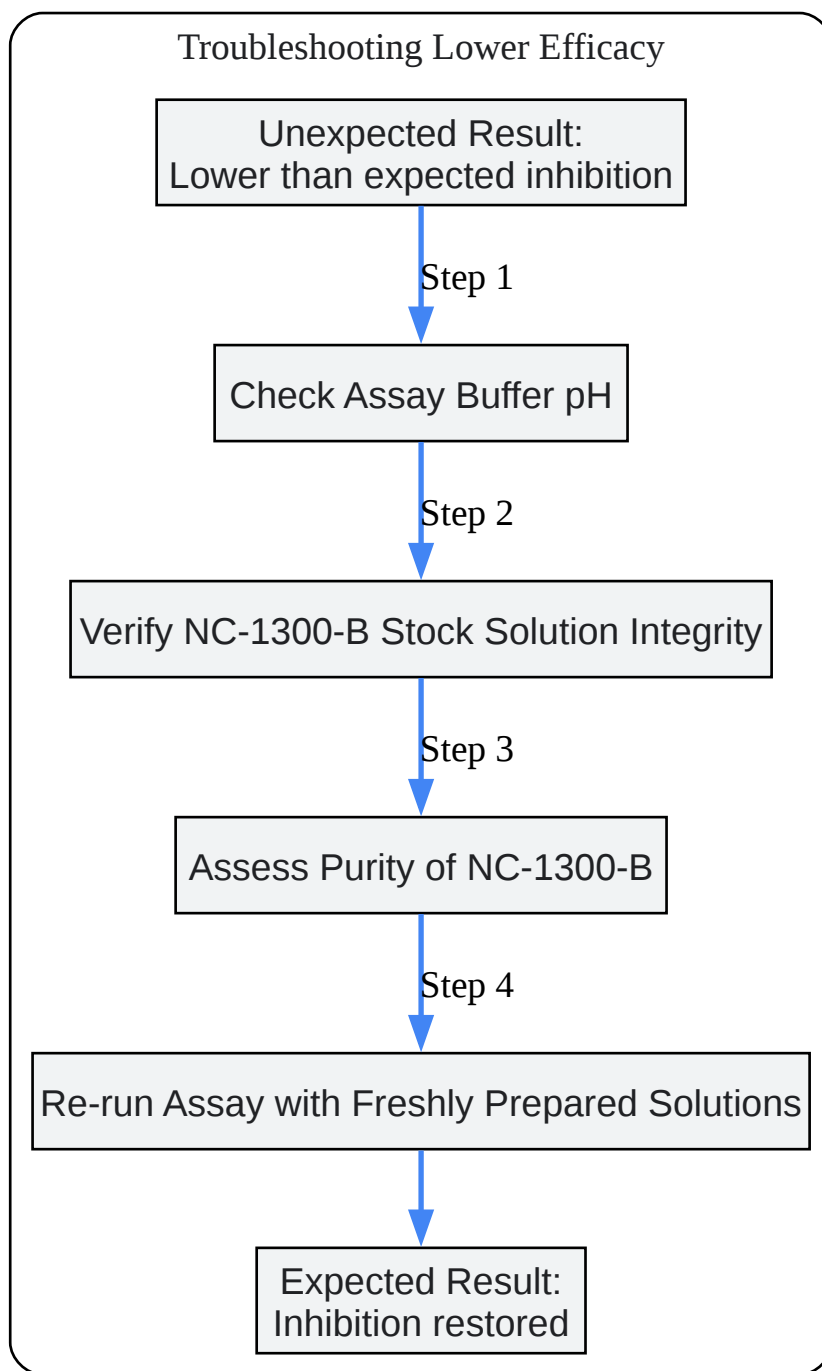 Troubleshooting Lower Efficacy
Unexpected Result:
Lower than expected inhibition
Step 1
Check Assay Buffer pH
Step 2
Verify NC-1300-B Stock Solution Integrity
Step 3
Assess Purity of NC-1300-B
Step 4
Re-run Assay with Freshly Prepared Solutions
Expected Result:
Inhibition restored